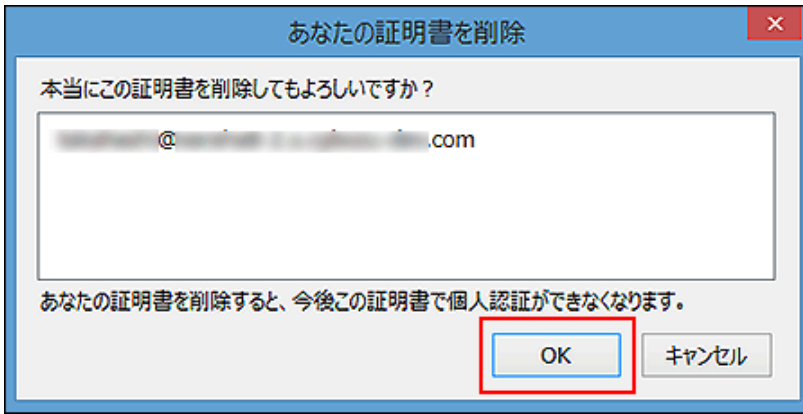 あなたの証明書を削除
本当にこの証明書を削除してもよろしいですか?
@ .com
あなたの証明書を削除すると、今後この証明書で個人認証ができなくなります。
OK
キャンセル